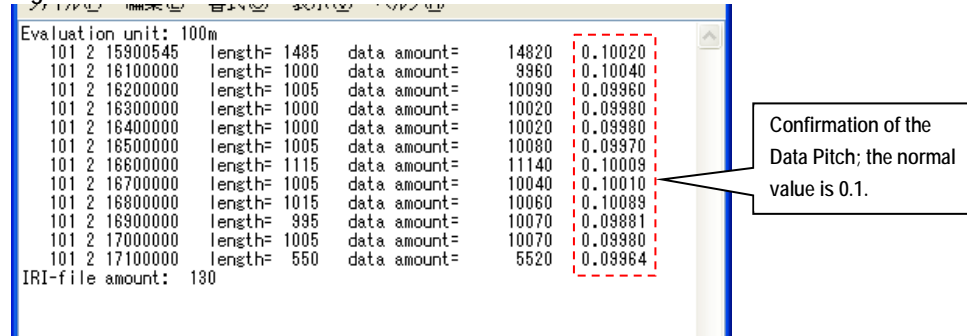 Evaluation unit: 100m
101 2 15900545 length= 1485 data amount= 14820 0.10020
101 2 16100000 length= 1000 data amount= 9960 0.10040
101 2 16200000 length= 1005 data amount= 10090 0.09960
101 2 16300000 length= 1000 data amount= 10020 0.09980
101 2 16400000 length= 1000 data amount= 10020 0.09980
101 2 16500000 length= 1005 data amount= 10080 0.09970
101 2 16600000 length= 1115 data amount= 11140 0.10009
101 2 16700000 length= 1005 data amount= 10040 0.10010
101 2 16800000 length= 1015 data amount= 10060 0.10089
101 2 16900000 length= 995 data amount= 10070 0.09881
101 2 17000000 length= 1005 data amount= 10070 0.09980
101 2 17100000 length= 550 data amount= 5520 0.09964
IRI-file amount: 130
Confirmation of the
Data Pitch; the normal
value is 0.1.